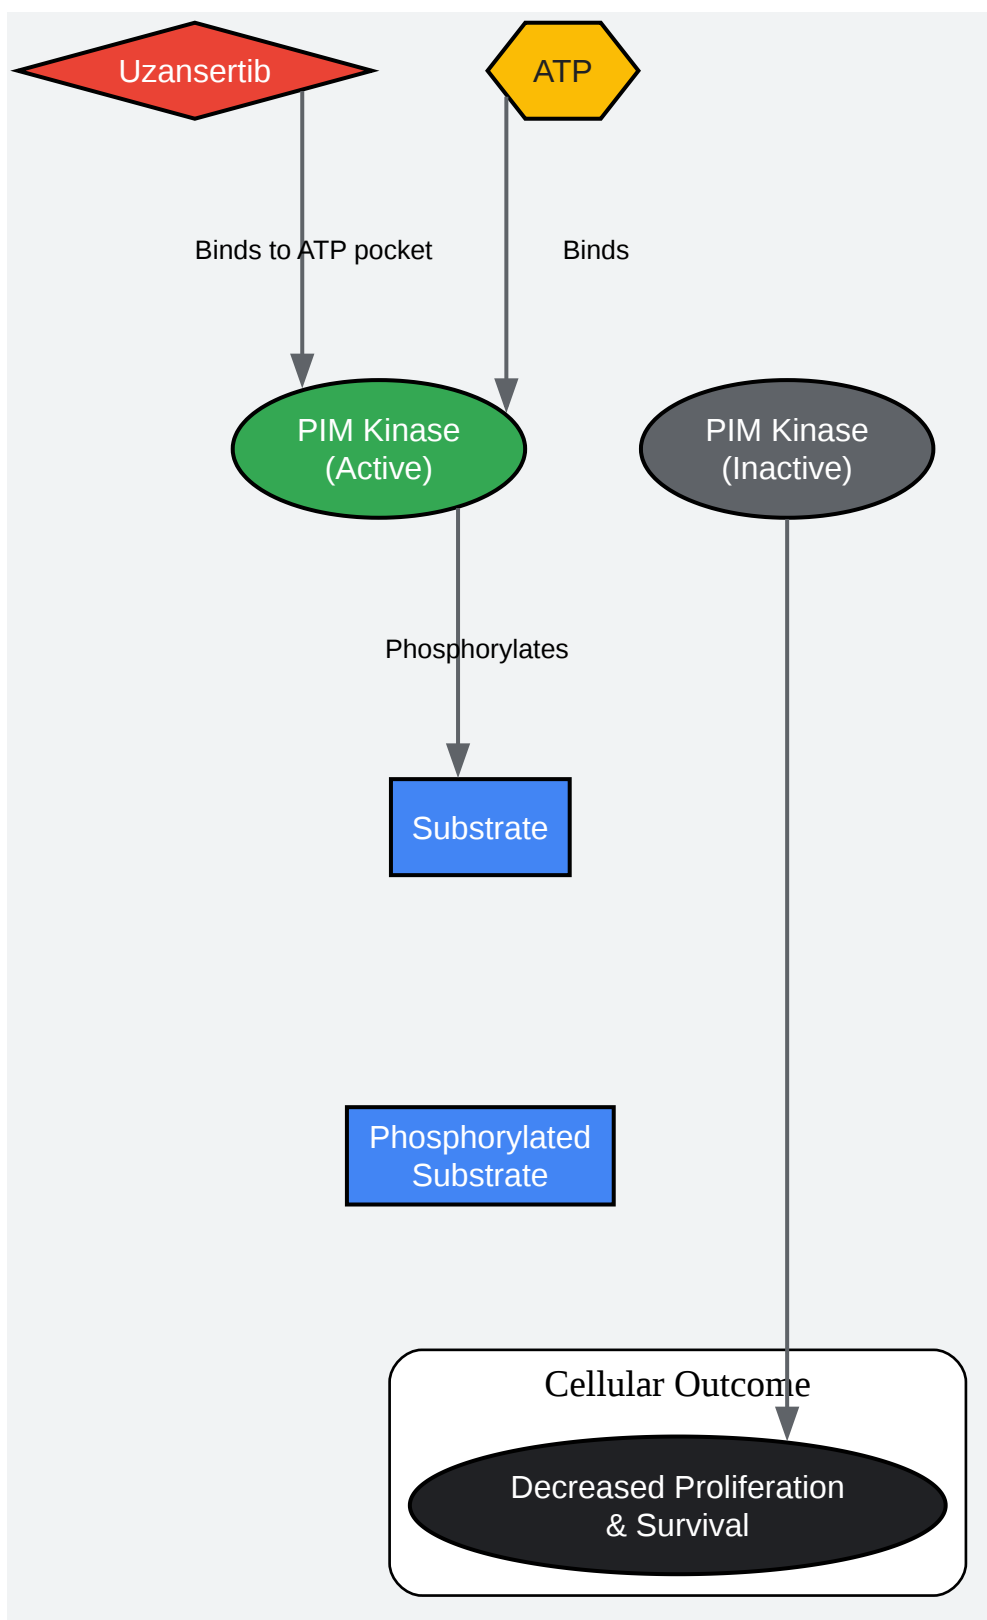 Uzansertib
ATP
Binds to ATP pocket
Binds
PIM Kinase
(Active)
PIM Kinase
(Inactive)
Phosphorylates
Substrate
Phosphorylated
Substrate
Cellular Outcome
Decreased Proliferation
& Survival